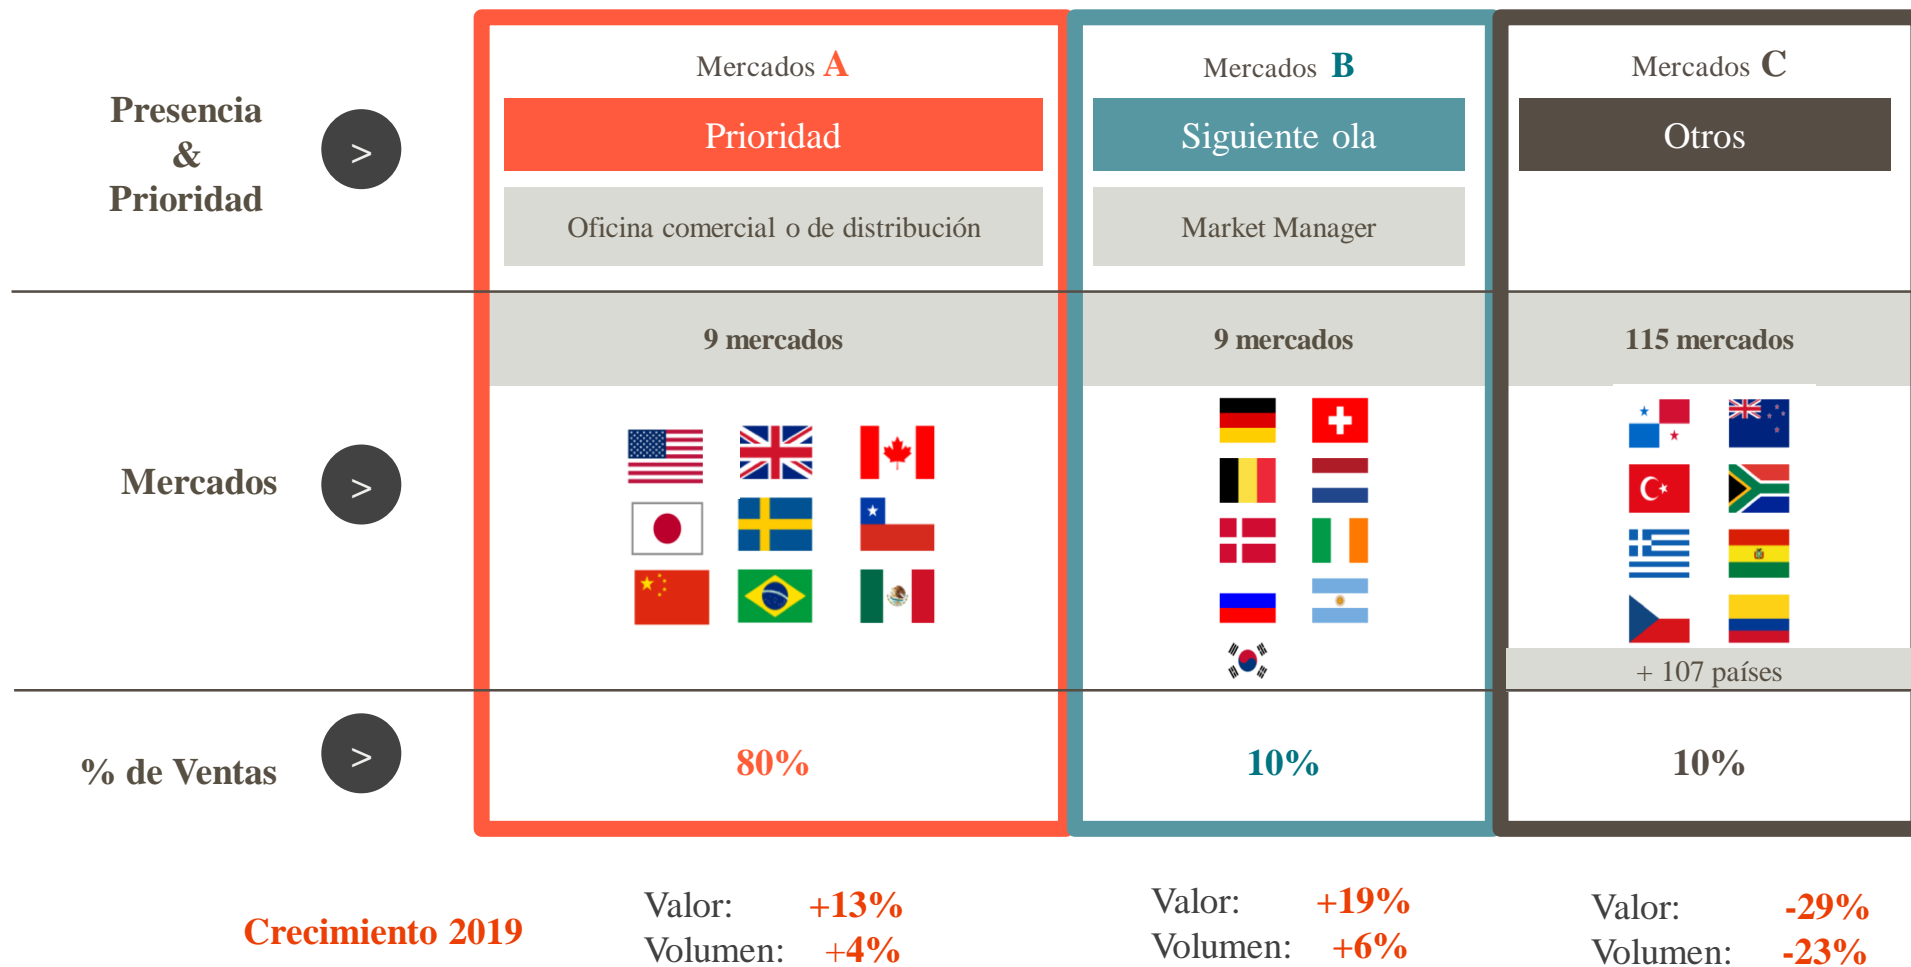 Mercados A
Mercados B
Mercados C
Presencia
&
Prioridad
>
Prioridad
Siguiente ola
Otros
Oficina comercial o de distribución
Market Manager
9 mercados
9 mercados
115 mercados
Mercados
>
+ 107 países
% de Ventas
>
80%
10%
10%
Crecimiento 2019
Valor: +13%
Volumen: +4%
Valor: +19%
Volumen: +6%
Valor: -29%
Volumen: -23%